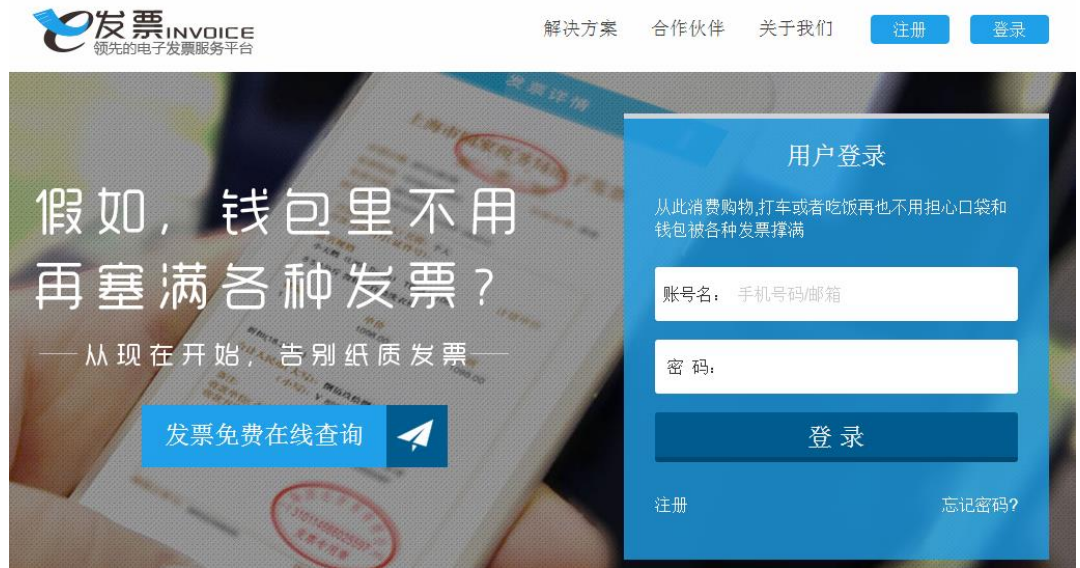 发票INVOICE
领先的电子发票服务平台
解决方案 合作伙伴 关于我们 注册 登录
发票详情
假如，钱包里不用
再塞满各种发票？
从现在开始，告别纸质发票
发票免费在线查询
用户登录
从此消费购物,打车或者吃饭再也不用担心口袋和
钱包被各种发票撑满
账号名：手机号码/邮箱
密 码：
登 录
注册 忘记密码?